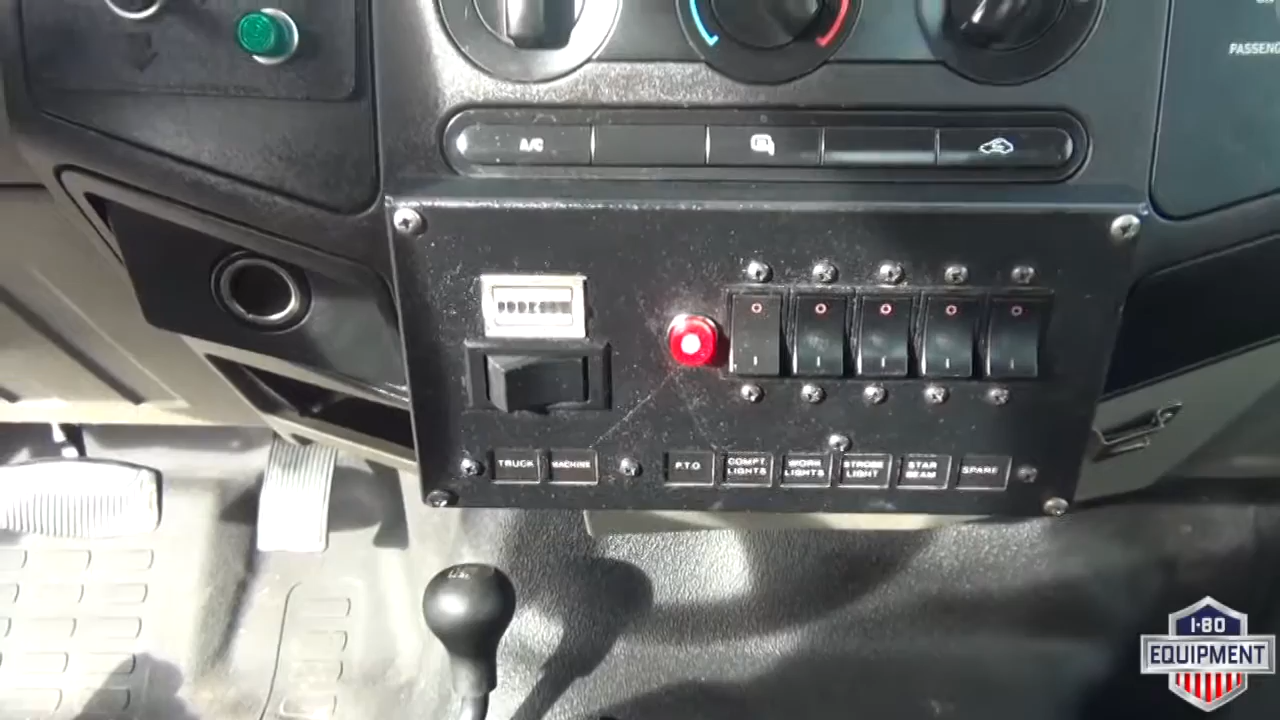 PASSENG
A/C
TRUCK
MACHINE
P.T.O
COMPT.
LIGHTS
WORK
LIGHTS
STROBE
LIGHT
STAR
BEAM
SPARE
I-80
EQUIPMENT